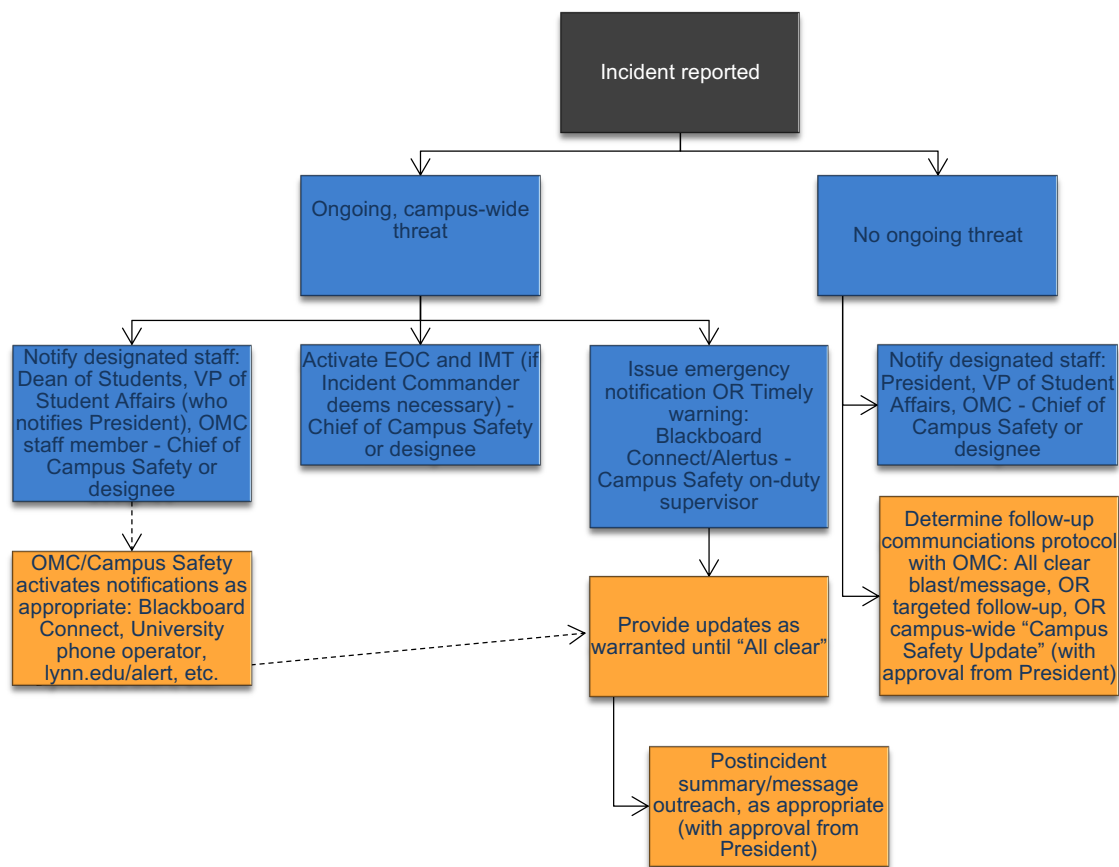 Incident reported
Ongoing, campus-wide
threat
No ongoing threat
Notify designated staff:
Dean of Students, VP of
Student Affairs (who
notifies President), OMC
staff member - Chief of
Campus Safety or
designee
Activate EOC and IMT (if
Incident Commander
deems necessary) -
Chief of Campus Safety
or designee
Issue emergency
notification OR Timely
warning:
Blackboard
Connect/Alertus -
Campus Safety on-duty
supervisor
Notify designated staff:
President, VP of Student
Affairs, OMC - Chief of
Campus Safety or
designee
OMC/Campus Safety
activates notifications as
appropriate: Blackboard
Connect, University
phone operator,
lynn.edu/alert, etc.
Provide updates as
warranted until “All clear”
Determine follow-up
communciations protocol
with OMC: All clear
blast/message, OR
targeted follow-up, OR
campus-wide “Campus
Safety Update” (with
approval from President)
Postincident
summary/message
outreach, as appropriate
(with approval from
President)